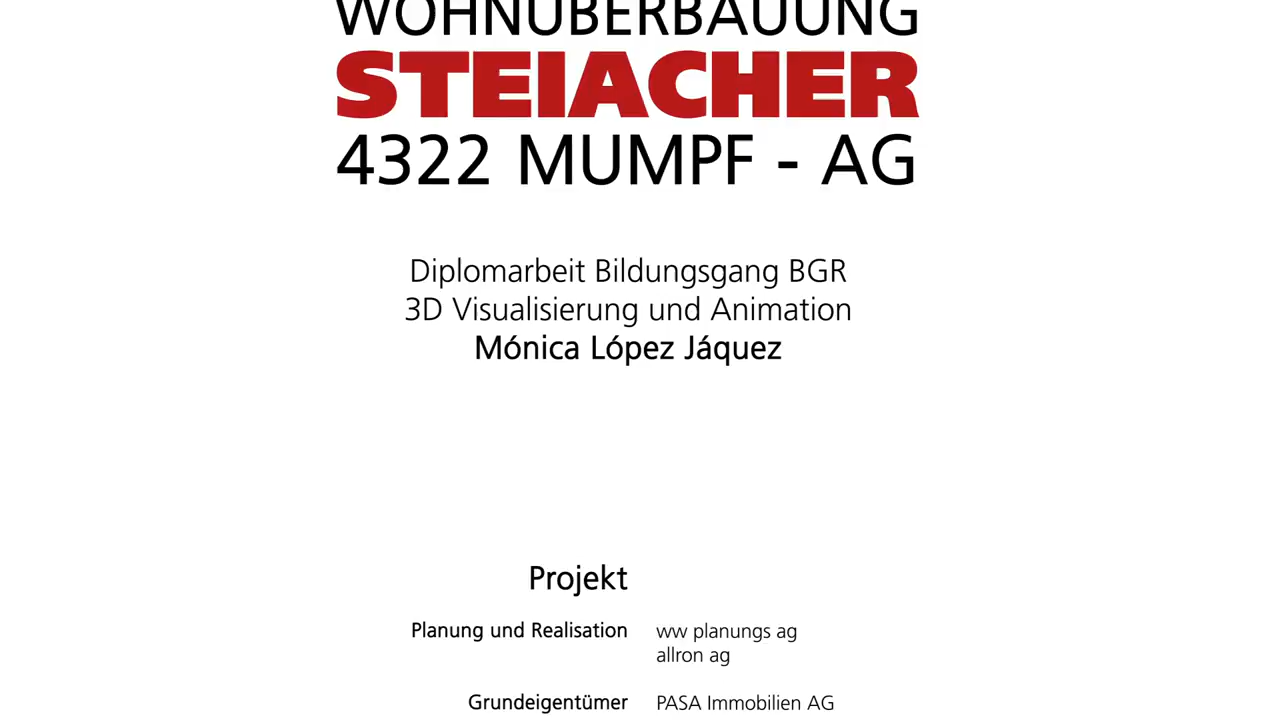 WOHNÜBERBAUUNG
STEIACHER
4322 MUMPF - AG
Diplomarbeit Bildungsgang BGR
3D Visualisierung und Animation
Mónica López Jáquez
Projekt
Planung und Realisation ww planungs ag
allron ag
Grundeigentümer PASA Immobilien AG